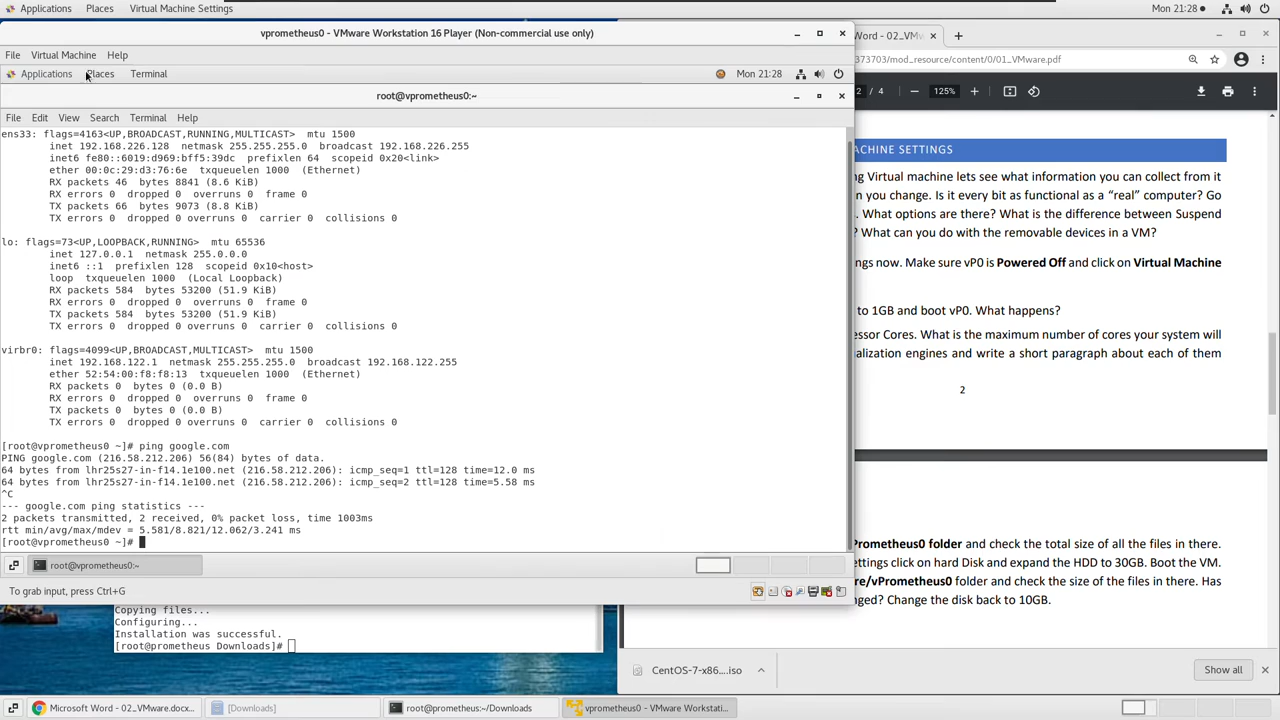 Applications Places Virtual Machine Settings Mon 21:28
vprometheus0 - VMware Workstation 16 Player (Non-commercial use only)
File Virtual Machine Help
Applications Places Terminal Mon 21:28
root@vprometheus0:~
File Edit View Search Terminal Help
ens33: flags=4163<UP,BROADCAST,RUNNING,MULTICAST>  mtu 1500
inet 192.168.226.128  netmask 255.255.255.0  broadcast 192.168.226.255
inet6 fe80::6019:d969:bff5:39dc  prefixlen 64  scopeid 0x20<link>
ether 00:0c:29:d3:76:6e  txqueuelen 1000  (Ethernet)
RX packets 46  bytes 8841 (8.6 KiB)
RX errors 0  dropped 0  overruns 0  frame 0
TX packets 66  bytes 9073 (8.8 KiB)
TX errors 0  dropped 0 overruns 0  carrier 0  collisions 0
lo: flags=73<UP,LOOPBACK,RUNNING>  mtu 65536
inet 127.0.0.1  netmask 255.0.0.0
inet6 ::1  prefixlen 128  scopeid 0x10<host>
loop  txqueuelen 1000  (Local Loopback)
RX packets 584  bytes 53200 (51.9 KiB)
RX errors 0  dropped 0  overruns 0  frame 0
TX packets 584  bytes 53200 (51.9 KiB)
TX errors 0  dropped 0 overruns 0  carrier 0  collisions 0
virbr0: flags=4099<UP,BROADCAST,MULTICAST>  mtu 1500
inet 192.168.122.1  netmask 255.255.255.0  broadcast 192.168.122.255
ether 52:54:00:f8:f8:13  txqueuelen 1000  (Ethernet)
RX packets 0  bytes 0 (0.0 B)
RX errors 0  dropped 0  overruns 0  frame 0
TX packets 0  bytes 0 (0.0 B)
TX errors 0  dropped 0 overruns 0  carrier 0  collisions 0
[root@vprometheus0 ~]# ping google.com
PING google.com (216.58.212.206) 56(84) bytes of data.
64 bytes from lhr25s27-in-f14.1e100.net (216.58.212.206): icmp_seq=1 ttl=128 time=12.0 ms
64 bytes from lhr25s27-in-f14.1e100.net (216.58.212.206): icmp_seq=2 ttl=128 time=5.58 ms
^C
--- google.com ping statistics ---
2 packets transmitted, 2 received, 0% packet loss, time 1003ms
rtt min/avg/max/mdev = 5.581/8.821/12.062/3.241 ms
[root@vprometheus0 ~]#
root@vprometheus0:~
To grab input, press Ctrl+G
Copying files...
Configuring...
Installation was successful.
[root@prometheus Downloads]#
Word - 02_VMw
373703/mod_resource/content/0/01_VMware.pdf
2 / 4 125%
ACHINE SETTINGS
ng Virtual machine lets see what information you can collect from it
n you change. Is it every bit as functional as a “real” computer? Go
s. What options are there? What is the difference between Suspend
? What can you do with the removable devices in a VM?
ngs now. Make sure vP0 is Powered Off and click on Virtual Machine
to 1GB and boot vP0. What happens?
essor Cores. What is the maximum number of cores your system will
alization engines and write a short paragraph about each of them
2
Prometheus0 folder and check the total size of all the files in there.
ettings click on hard Disk and expand the HDD to 30GB. Boot the VM.
re/vPrometheus0 folder and check the size of the files in there. Has
nged? Change the disk back to 10GB.
CentOS-7-x86....iso Show all
Microsoft Word - 02_VMware.docx... [Downloads] root@prometheus:~/Downloads vprometheus0 - VMware Workstati...